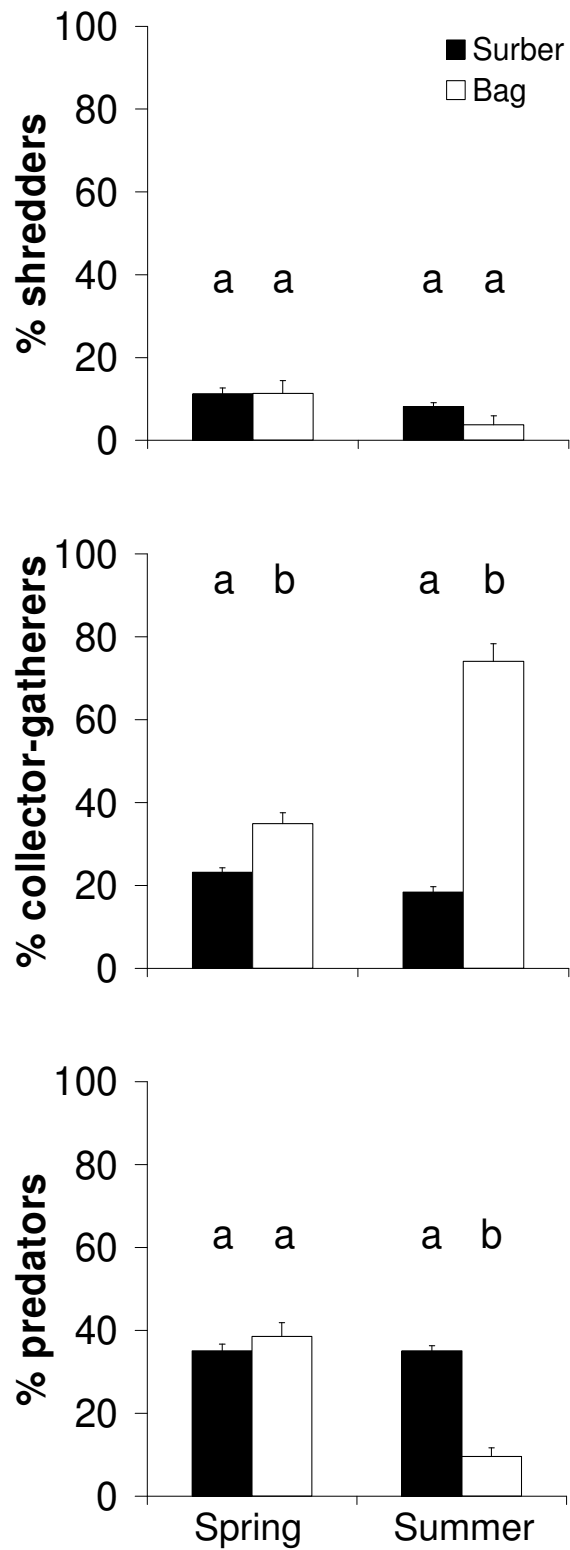 100
Surber
Bag
80
60
40
20
0
% shredders
a a a a
100
80
60
40
20
0
% collector-gatherers
a b a b
100
80
60
40
20
0
% predators
a a a b
Spring Summer